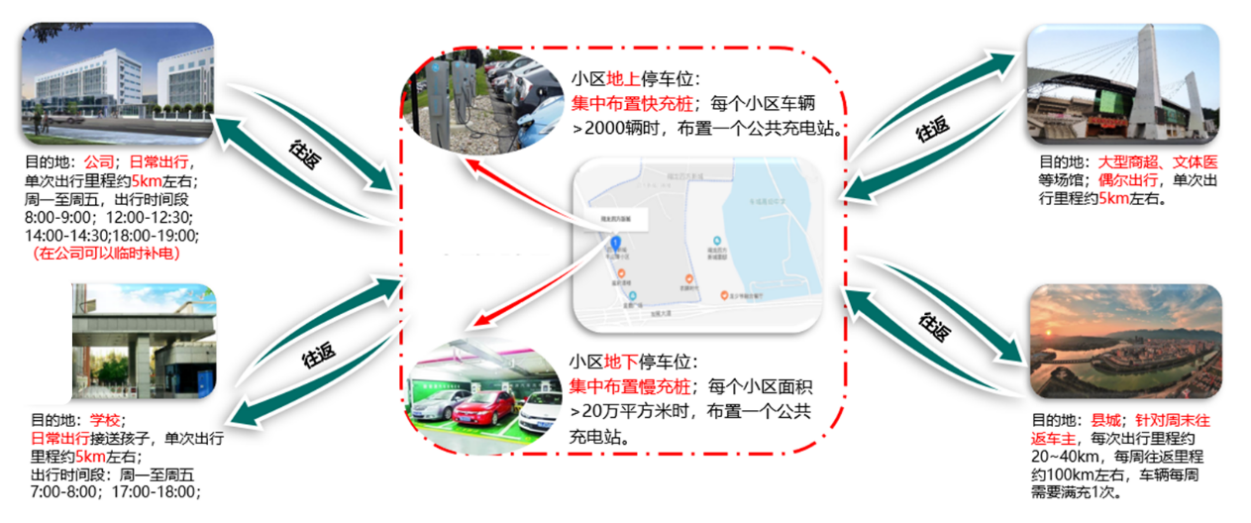 目的地：公司；日常出行，
单次出行里程约5km左右；
周一至周五，出行时间段
8:00-9:00；12:00-12:30;
14:00-14:30;18:00-19:00;
（在公司可以临时补电）
往返
目的地：学校；
日常出行接送孩子，单次出行
里程约5km左右；
出行时间段：周一至周五
7:00-8:00；17:00-18:00；
往返
小区地上停车位：
集中布置快充桩；每个小区车辆
>2000辆时，布置一个公共充电站。
小区地下停车位：
集中布置慢充桩；每个小区面积
>20万平方米时，布置一个公共
充电站。
往返
目的地：大型商超、文体医
等场馆；偶尔出行，单次出
行里程约5km左右。
往返
目的地：县城；针对周末往
返车主，每次出行里程约
20~40km，每周往返里程
约100km左右，车辆每周
需要满充1次。